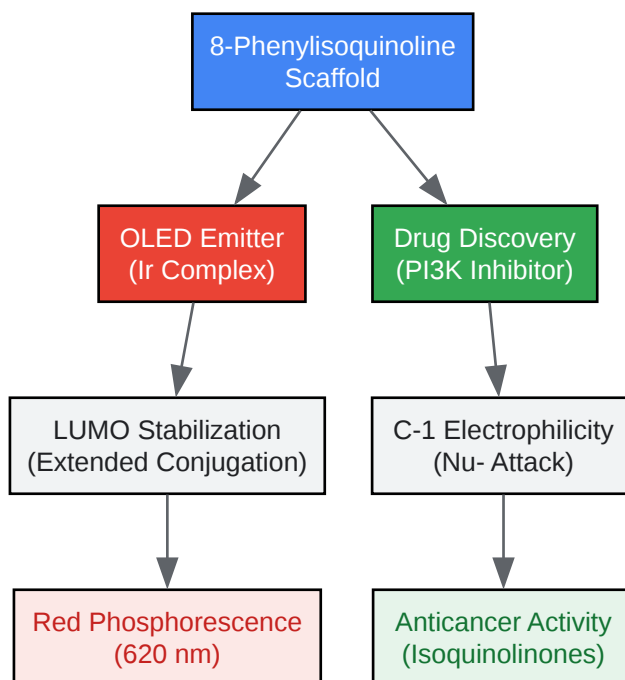 8-Phenylisoquinoline
Scaffold
OLED Emitter
(Ir Complex)
Drug Discovery
(PI3K Inhibitor)
LUMO Stabilization
(Extended Conjugation)
C-1 Electrophilicity
(Nu- Attack)
Red Phosphorescence
(620 nm)
Anticancer Activity
(Isoquinolinones)